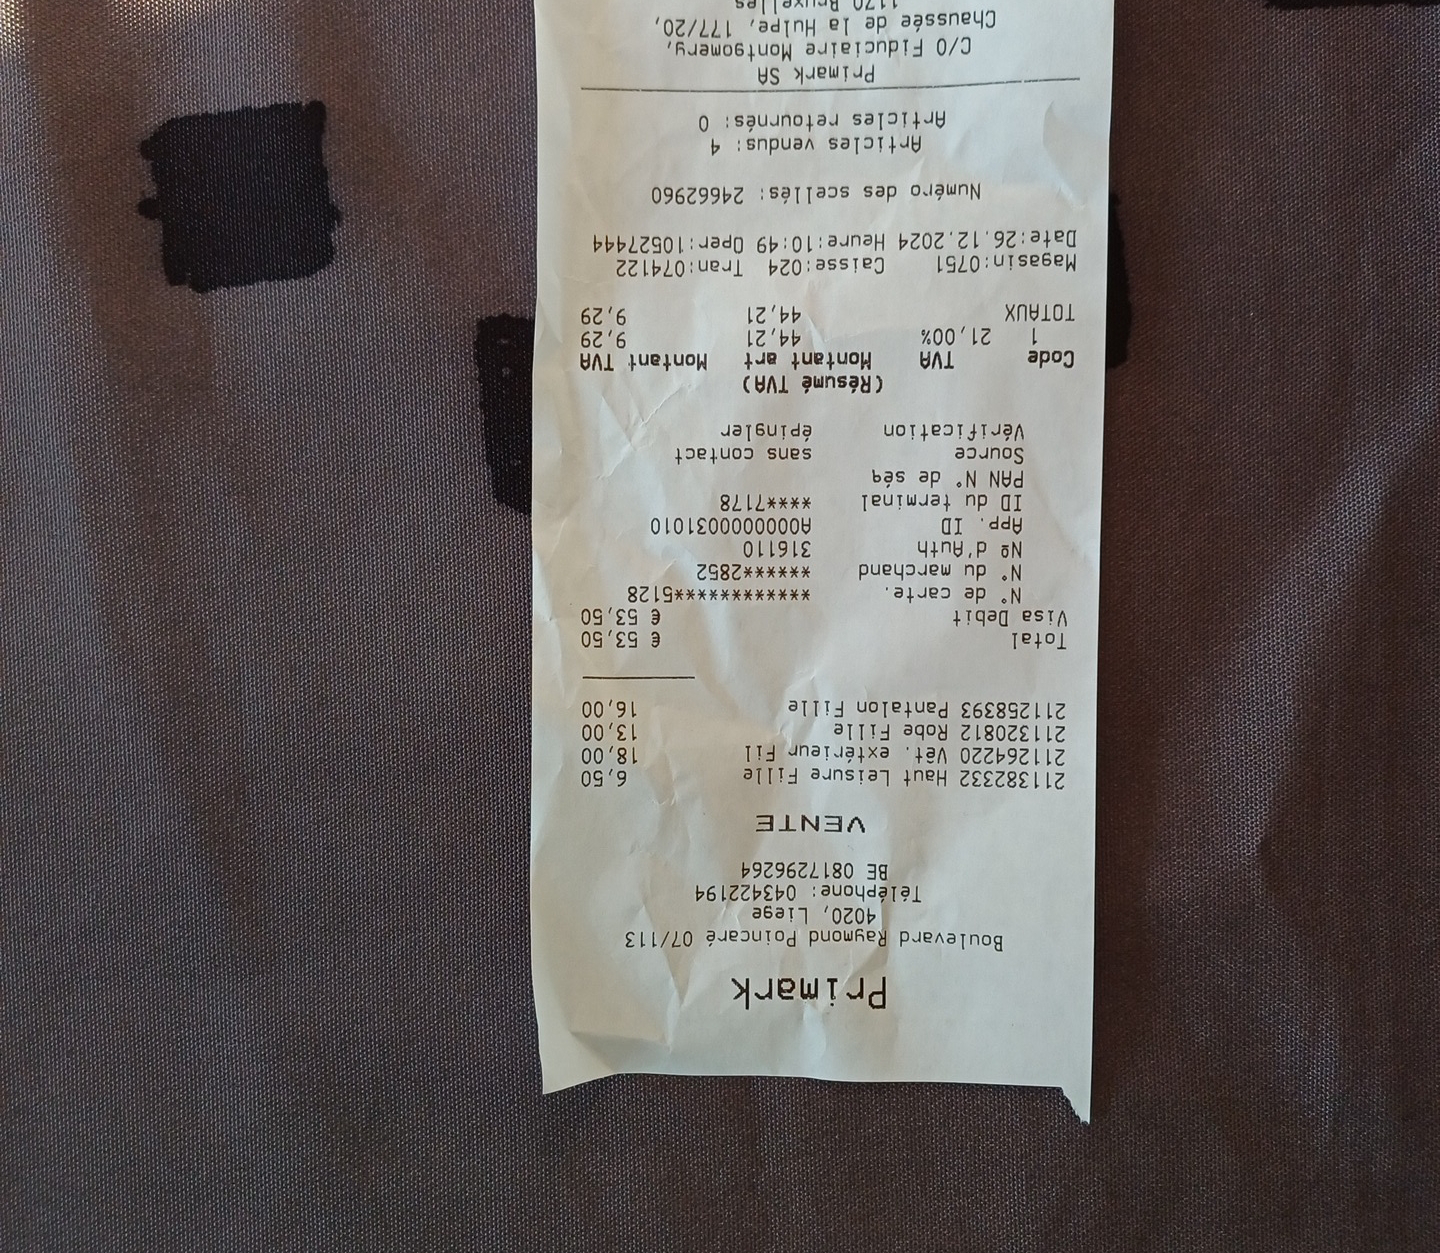 Primark
Boulevard Raymond Poincaré 07/113
4020, Liege
Téléphone: 043422194
BE 0817296264
VENTE
211382332 Haut Leisure Fille 6,50
211264220 Vêt. extérieur Fil 18,00
211320812 Robe Fille 13,00
211258393 Pantalon Fille 16,00
Total € 53,50
Visa Debit € 53,50
N° de carte. **************5128
N° du marchand *******2852
Nº d'Auth 316110
App. ID A0000000031010
ID du terminal ****7178
PAN N° de séq
Source sans contact
Vérification épingler
(Résumé TVA)
Code TVA Montant art Montant TVA
1 21,00% 44,21 9,29
TOTAUX 44,21 9,29
Magasin:0751 Caisse:024 Tran:074122
Date:26.12.2024 Heure:10:49 Oper:10527444
Numéro des scellés: 24662960
Articles vendus: 4
Articles retournés: 0
Primark SA
C/O Fiduciaire Montgomery,
Chaussée de la Hulpe, 177/20,
1170 Bruxelles